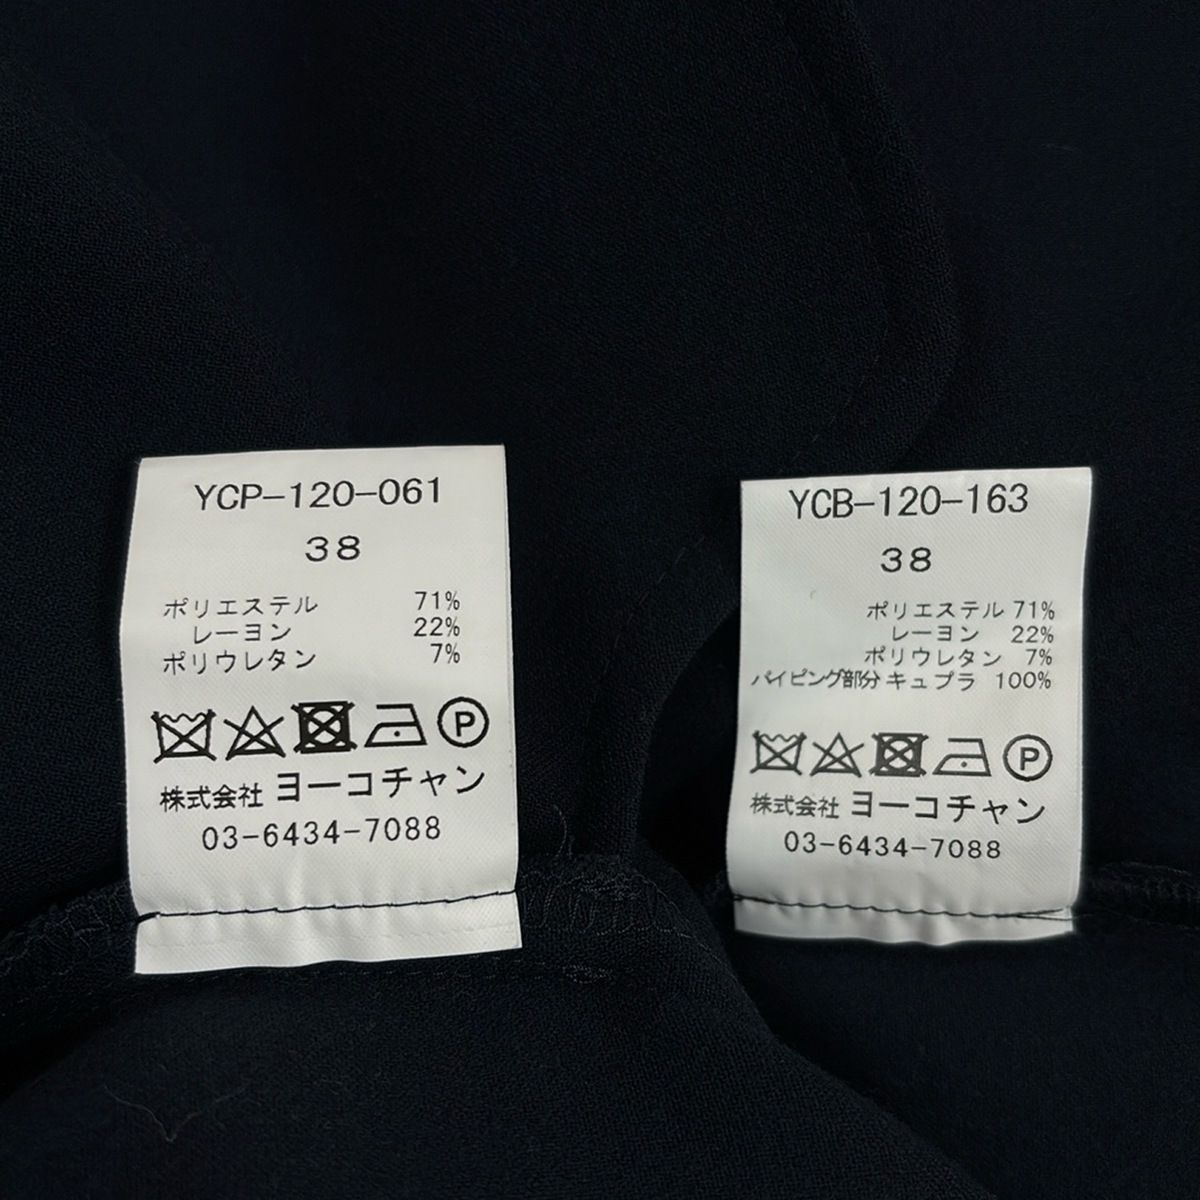 YCP-120-061
38
ポリエステル 71%
レーヨン 22%
ポリウレタン 7%
P
株式会社 ヨーコチャン
03-6434-7088
YCB-120-163
38
ポリエステル 71%
レーヨン 22%
ポリウレタン 7%
パイピング部分 キュプラ 100%
P
株式会社 ヨーコチャン
03-6434-7088